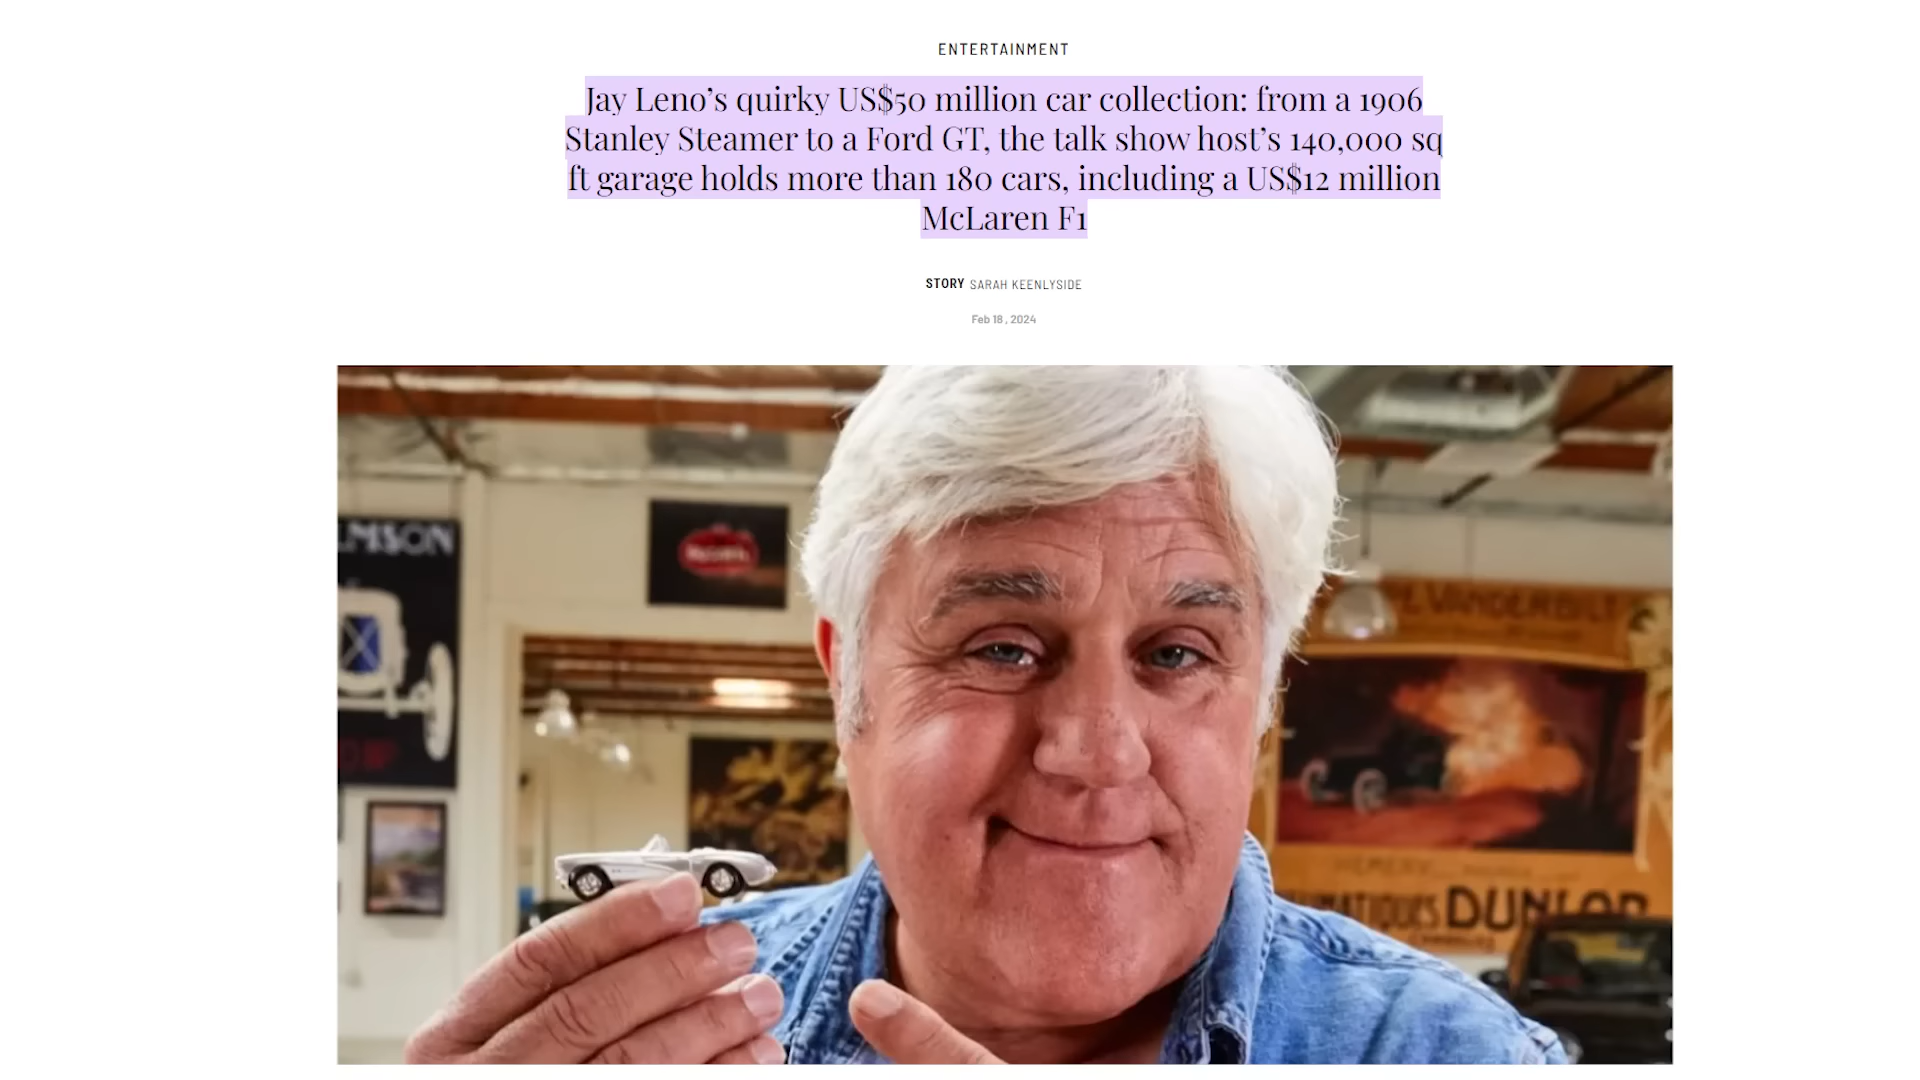 ENTERTAINMENT
Jay Leno’s quirky US$50 million car collection: from a 1906
Stanley Steamer to a Ford GT, the talk show host’s 140,000 sq
ft garage holds more than 180 cars, including a US$12 million
McLaren F1
STORY SARAH KEENLYSIDE
Feb 18 , 2024
VANDERBILT
DUNLOP